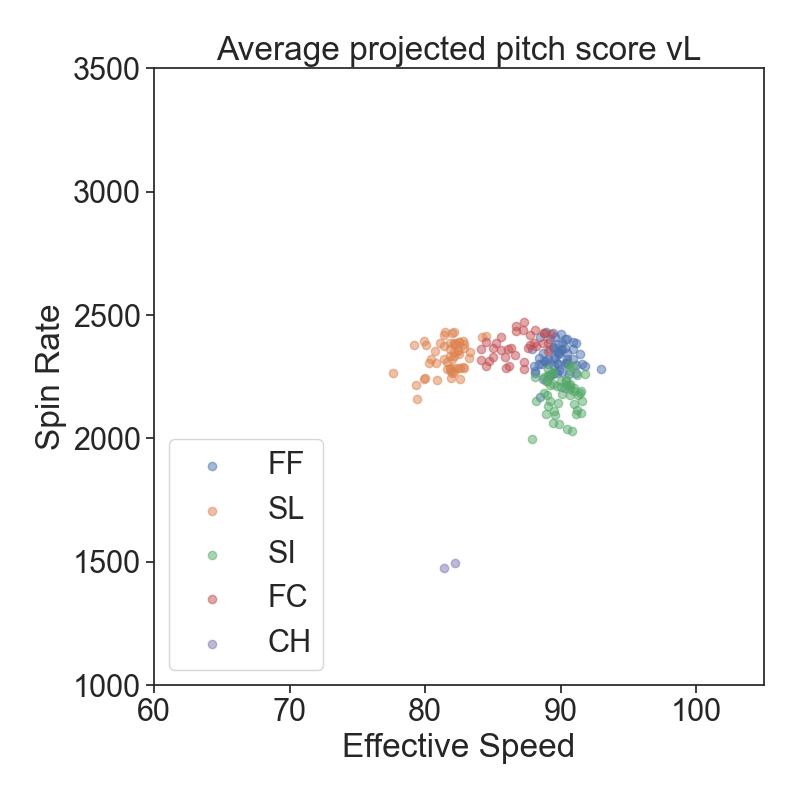 Average projected pitch score vL
3500
3000
2500
2000
1500
1000
Spin Rate
FF
SL
SI
FC
CH
60 70 80 90 100
Effective Speed